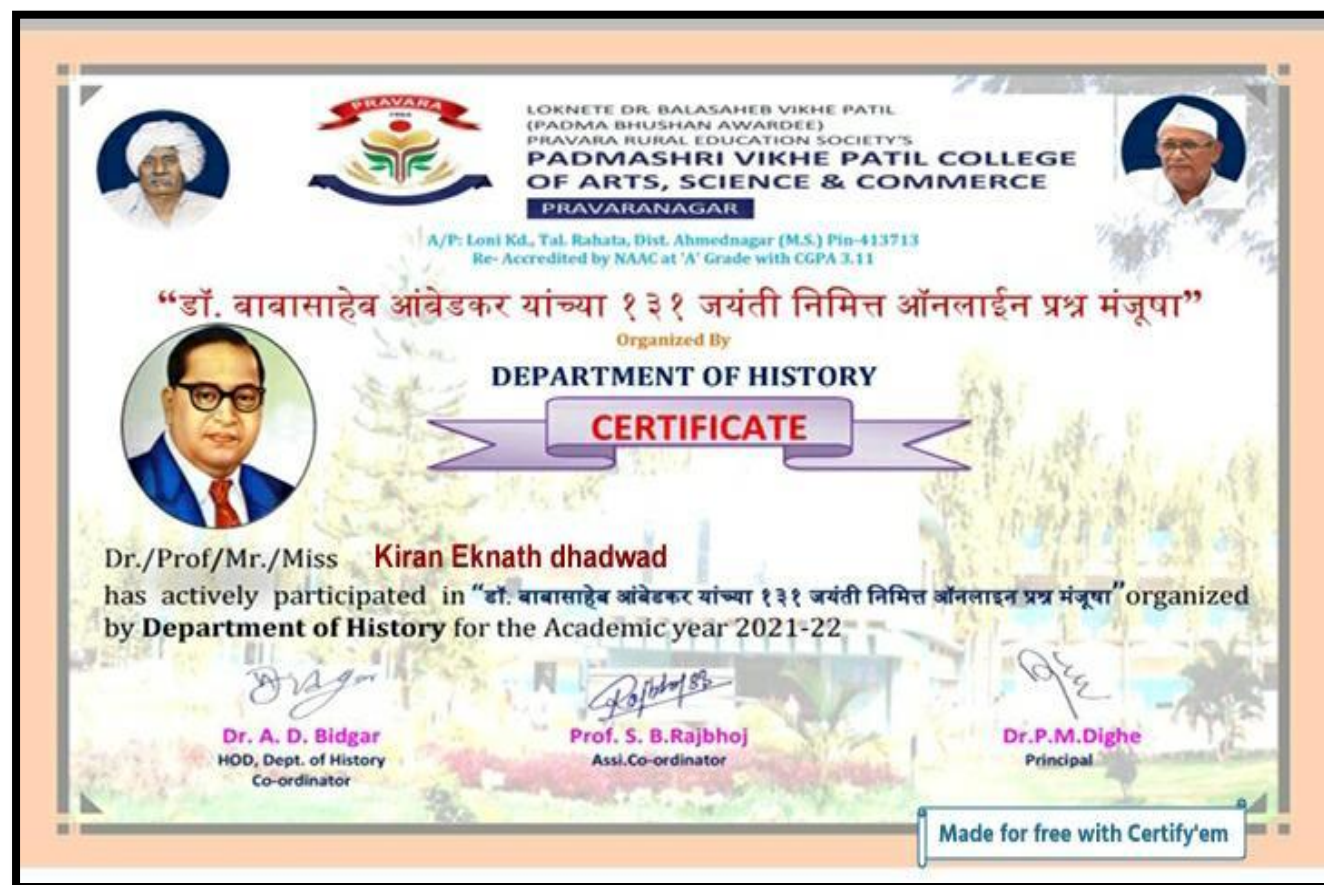 PRAVARA
LOKNETE DR. BALASAHEB VIKHE PATIL
(PADMA BHUSHAN AWARDEE)
PRAVARA RURAL EDUCATION SOCIETY'S
PADMASHRI VIKHE PATIL COLLEGE
OF ARTS, SCIENCE & COMMERCE
PRAVARANAGAR
A/P: Loni Kd., Tal. Rahata, Dist. Ahmednagar (M.S.) Pin-413713
Re- Accredited by NAAC at 'A' Grade with CGPA 3.11
“डॉ. बाबासाहेब आंबेडकर यांच्या १३१ जयंती निमित्त ऑनलाईन प्रश्न मंजूषा”
Organized By
DEPARTMENT OF HISTORY
CERTIFICATE
Dr./Prof/Mr./Miss Kiran Eknath dhadwad
has actively participated in “डॉ. बाबासाहेब आंबेडकर यांच्या १३१ जयंती निमित्त ऑनलाइन प्रश्न मंजूषा” organized
by Department of History for the Academic year 2021-22
Dr. A. D. Bidgar Prof. S. B.Rajbhoj Dr.P.M.Dighe
HOD, Dept. of History Assi.Co-ordinator Principal
Co-ordinator
Made for free with Certify'em